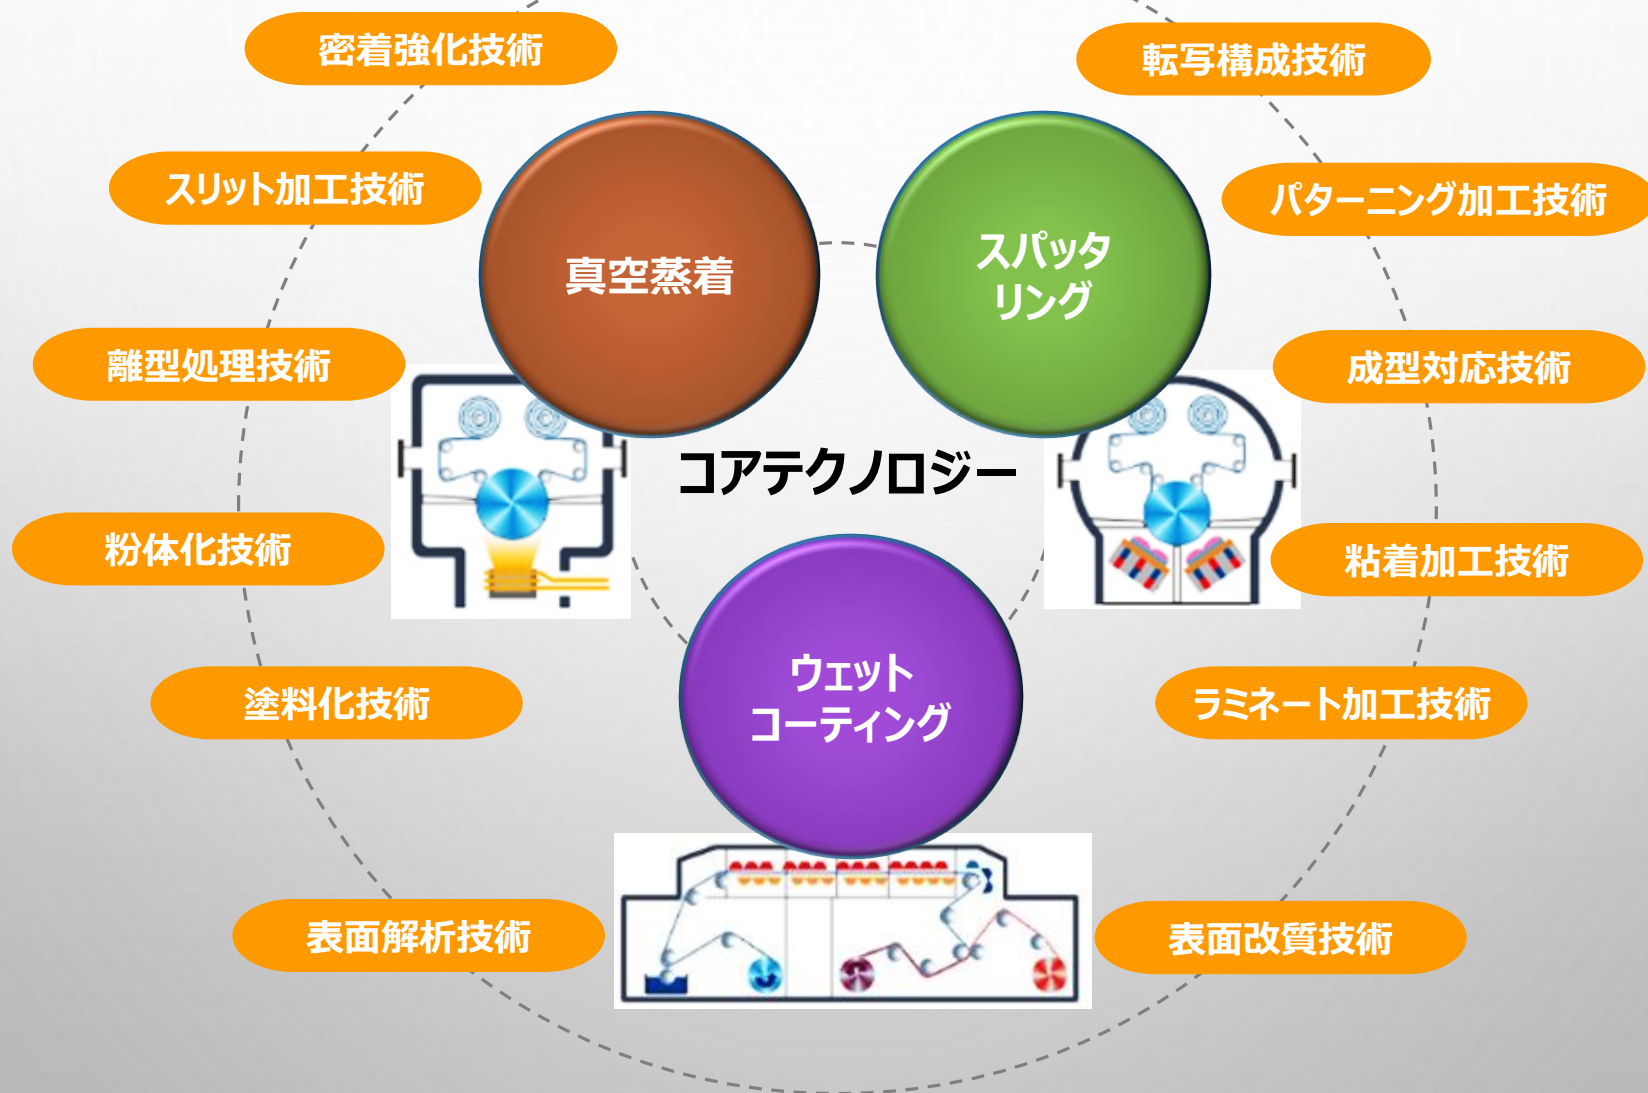 密着強化技術
転写構成技術
スリット加工技術
パターニング加工技術
真空蒸着
スパッタ
リング
離型処理技術
成型対応技術
コアテクノロジー
粉体化技術
粘着加工技術
ウェット
コーティング
塗料化技術
ラミネート加工技術
表面解析技術
表面改質技術